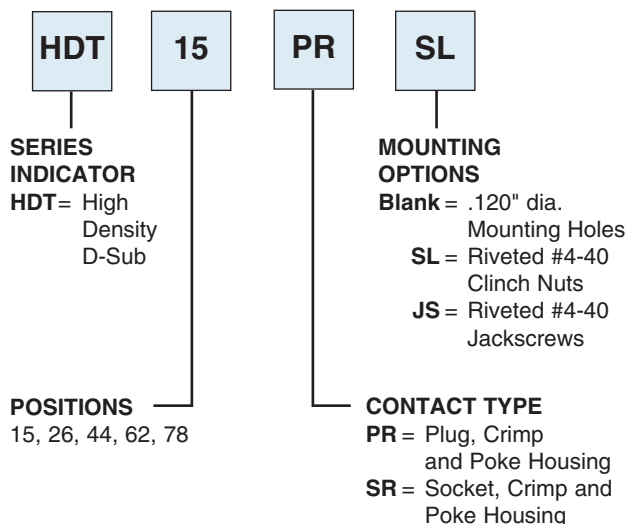 HDT 15 PR SL
SERIES
INDICATOR
HDT = High
Density
D-Sub
MOUNTING
OPTIONS
Blank = .120" dia.
Mounting Holes
SL = Riveted #4-40
Clinch Nuts
JS = Riveted #4-40
Jackscrews
POSITIONS
15, 26, 44, 62, 78
CONTACT TYPE
PR = Plug, Crimp
and Poke Housing
SR = Socket, Crimp and
Poke Housing